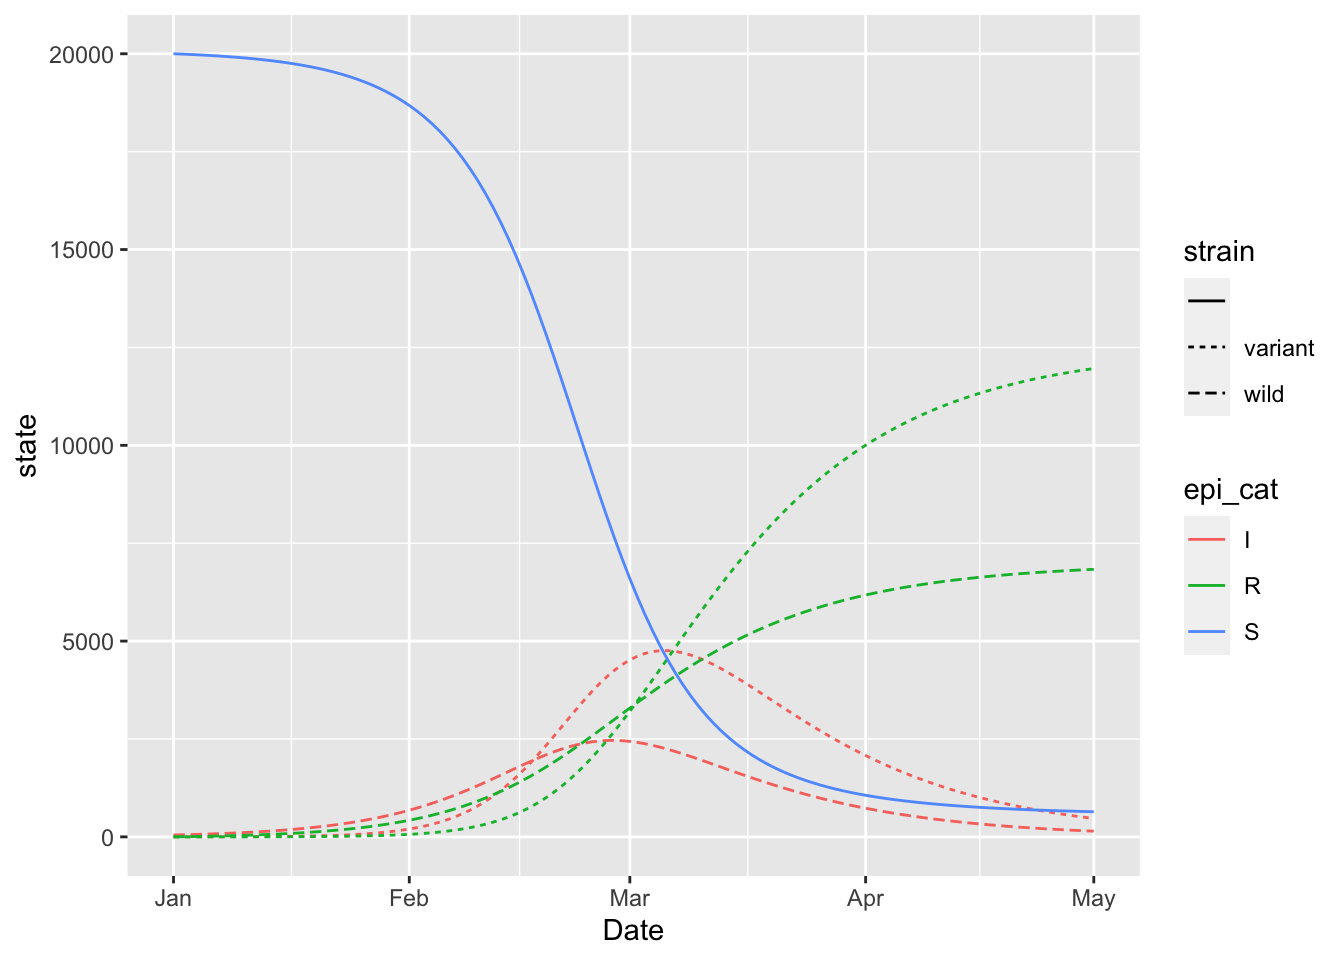 20000
15000
10000
5000
0
state
Jan Feb Mar Apr May
Date
strain
variant
wild
epi_cat
I
R
S